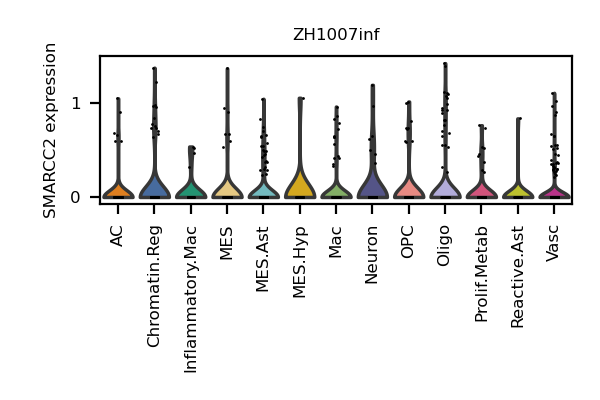 ZH1007inf
SMARCC2 expression
1
0
AC
Chromatin.Reg
Inflammatory.Mac
MES
MES.Ast
MES.Hyp
Mac
Neuron
OPC
Oligo
Prolif.Metab
Reactive.Ast
Vasc